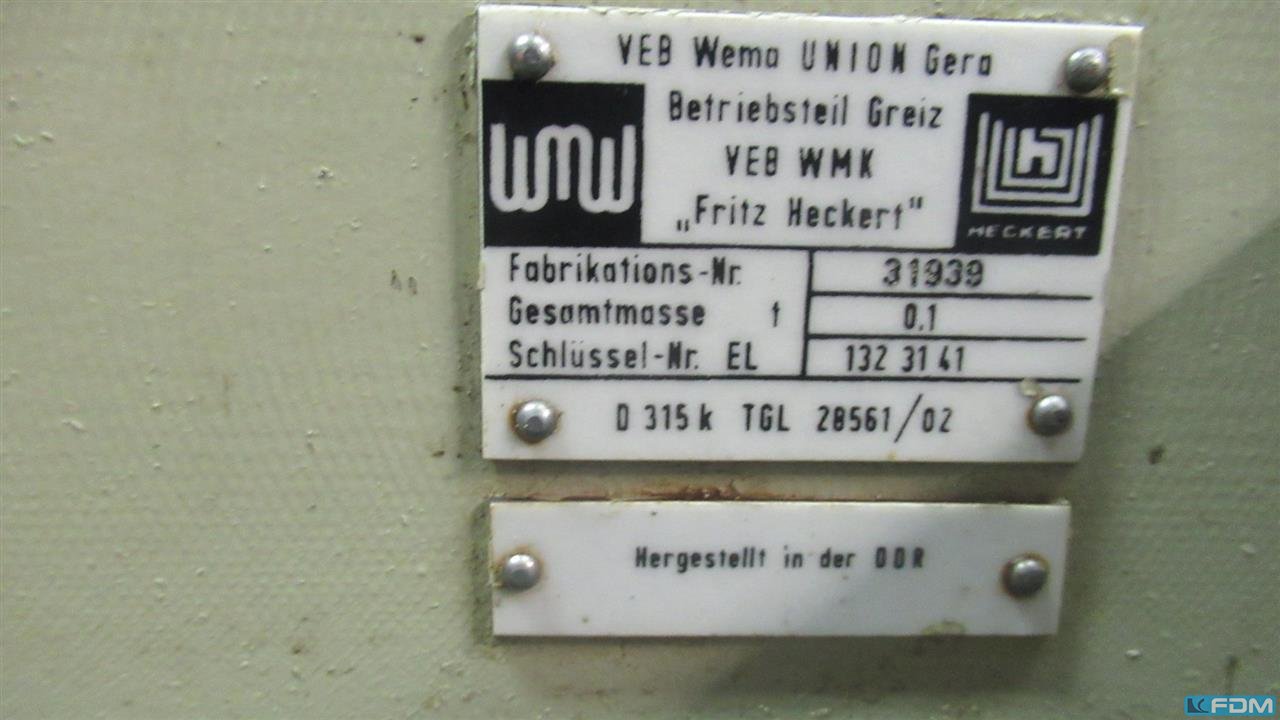 VEB Wema UNION Gera
Betriebsteil Greiz
VEB WMK
„Fritz Heckert"
WMW
HECKERT
Fabrikations-Nr. 31939
Gesamtmasse t 0.1
Schlüssel-Nr. EL 132 31 41
D 315 k TGL 28561/02
Hergestellt in der DDR
FDM